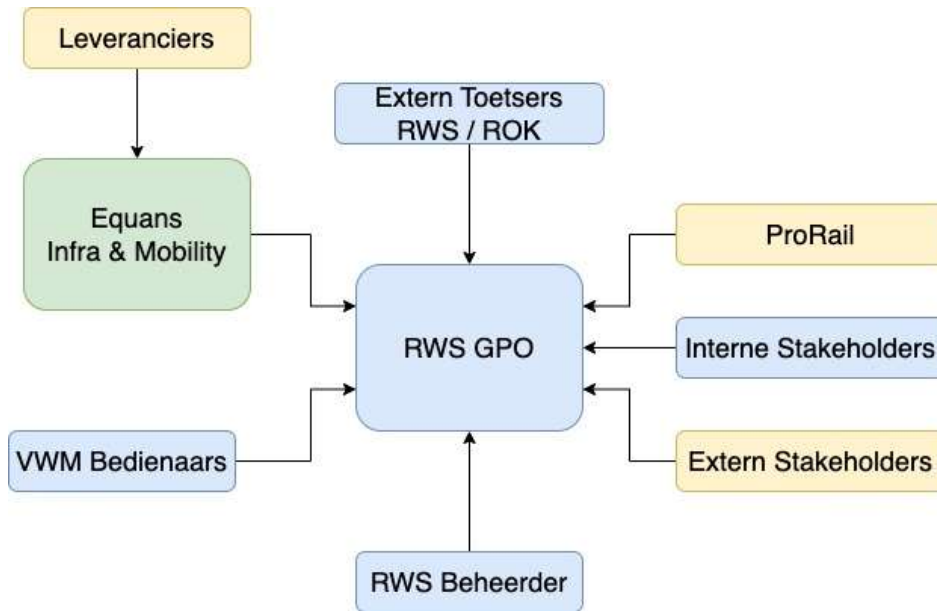 Leveranciers
Extern Toetsers
RWS / ROK
Equans
Infra & Mobility
ProRail
RWS GPO
Interne Stakeholders
VWM Bedienaars
Extern Stakeholders
RWS Beheerder